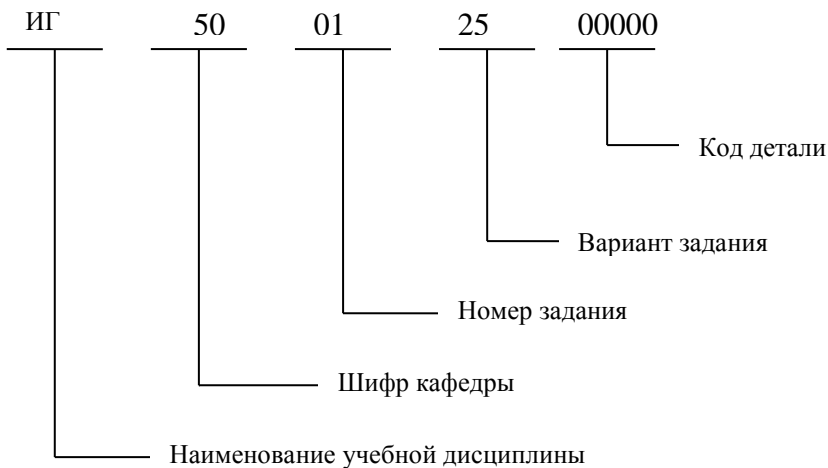 ИГ 50 01 25 00000
Код детали
Вариант задания
Номер задания
Шифр кафедры
Наименование учебной дисциплины